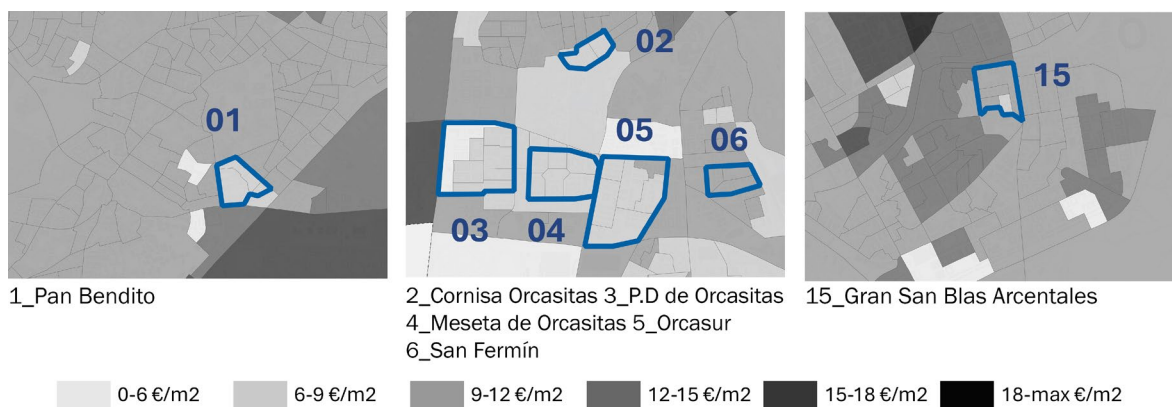 01
02
05
06
03
04
15
1_Pan Bendito
2_Cornisa Orcasitas 3_P.D de Orcasitas
4_Meseta de Orcasitas 5_Orcasur
6_San Fermín
15_Gran San Blas Arcentales
0-6 €/m2
6-9 €/m2
9-12 €/m2
12-15 €/m2
15-18 €/m2
18-max €/m2